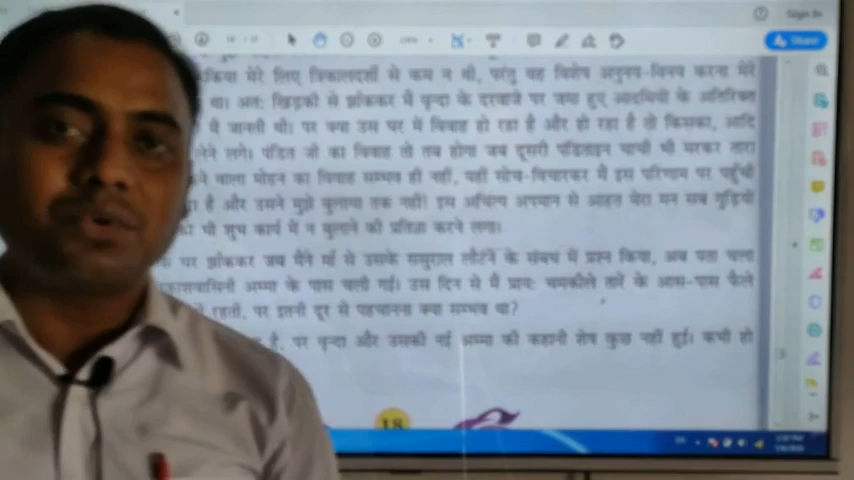 Sign In
Share
किया मेरे लिए त्रिकालदर्शी से कम न थी, परंतु वह विशेष अनुनय-विनय करना मेरे
था। अतः खिड़की से झाँककर मैं वृन्दा के दरवाजे पर जमा हुए आदमियों के अतिरिक्त
मैं जानती थी। पर क्या उस घर में विवाह हो रहा है और हो रहा है तो किसका, आदि
लेने लगे। पंडित जी का विवाह तो तब होगा जब दूसरी पंडिताइन चाची भी मरकर तारा
वाला मोहन का विवाह सम्भव ही नहीं, यही सोच-विचारकर मैं इस परिणाम पर पहुँची
है और उसने मुझे बुलाया तक नहीं! इस अचिंत्य अपमान से आहत मेरा मन सब गुड़ियों
भी शुभ कार्य में न बुलाने की प्रतिज्ञा करने लगा।
पर झाँककर जब मैंने माँ से उसके ससुराल लौटने के संबंध में प्रश्न किया, अब पता चला
अम्मा के पास चली गई। उस दिन से मैं प्रायः चमकीले तारे के आस-पास फैले
रहती, पर इतनी दूर से पहचानना क्या सम्भव था?
है, पर वृन्दा और उसकी नई अम्मा की कहानी शेष कुछ नहीं हुई। कभी हो
18